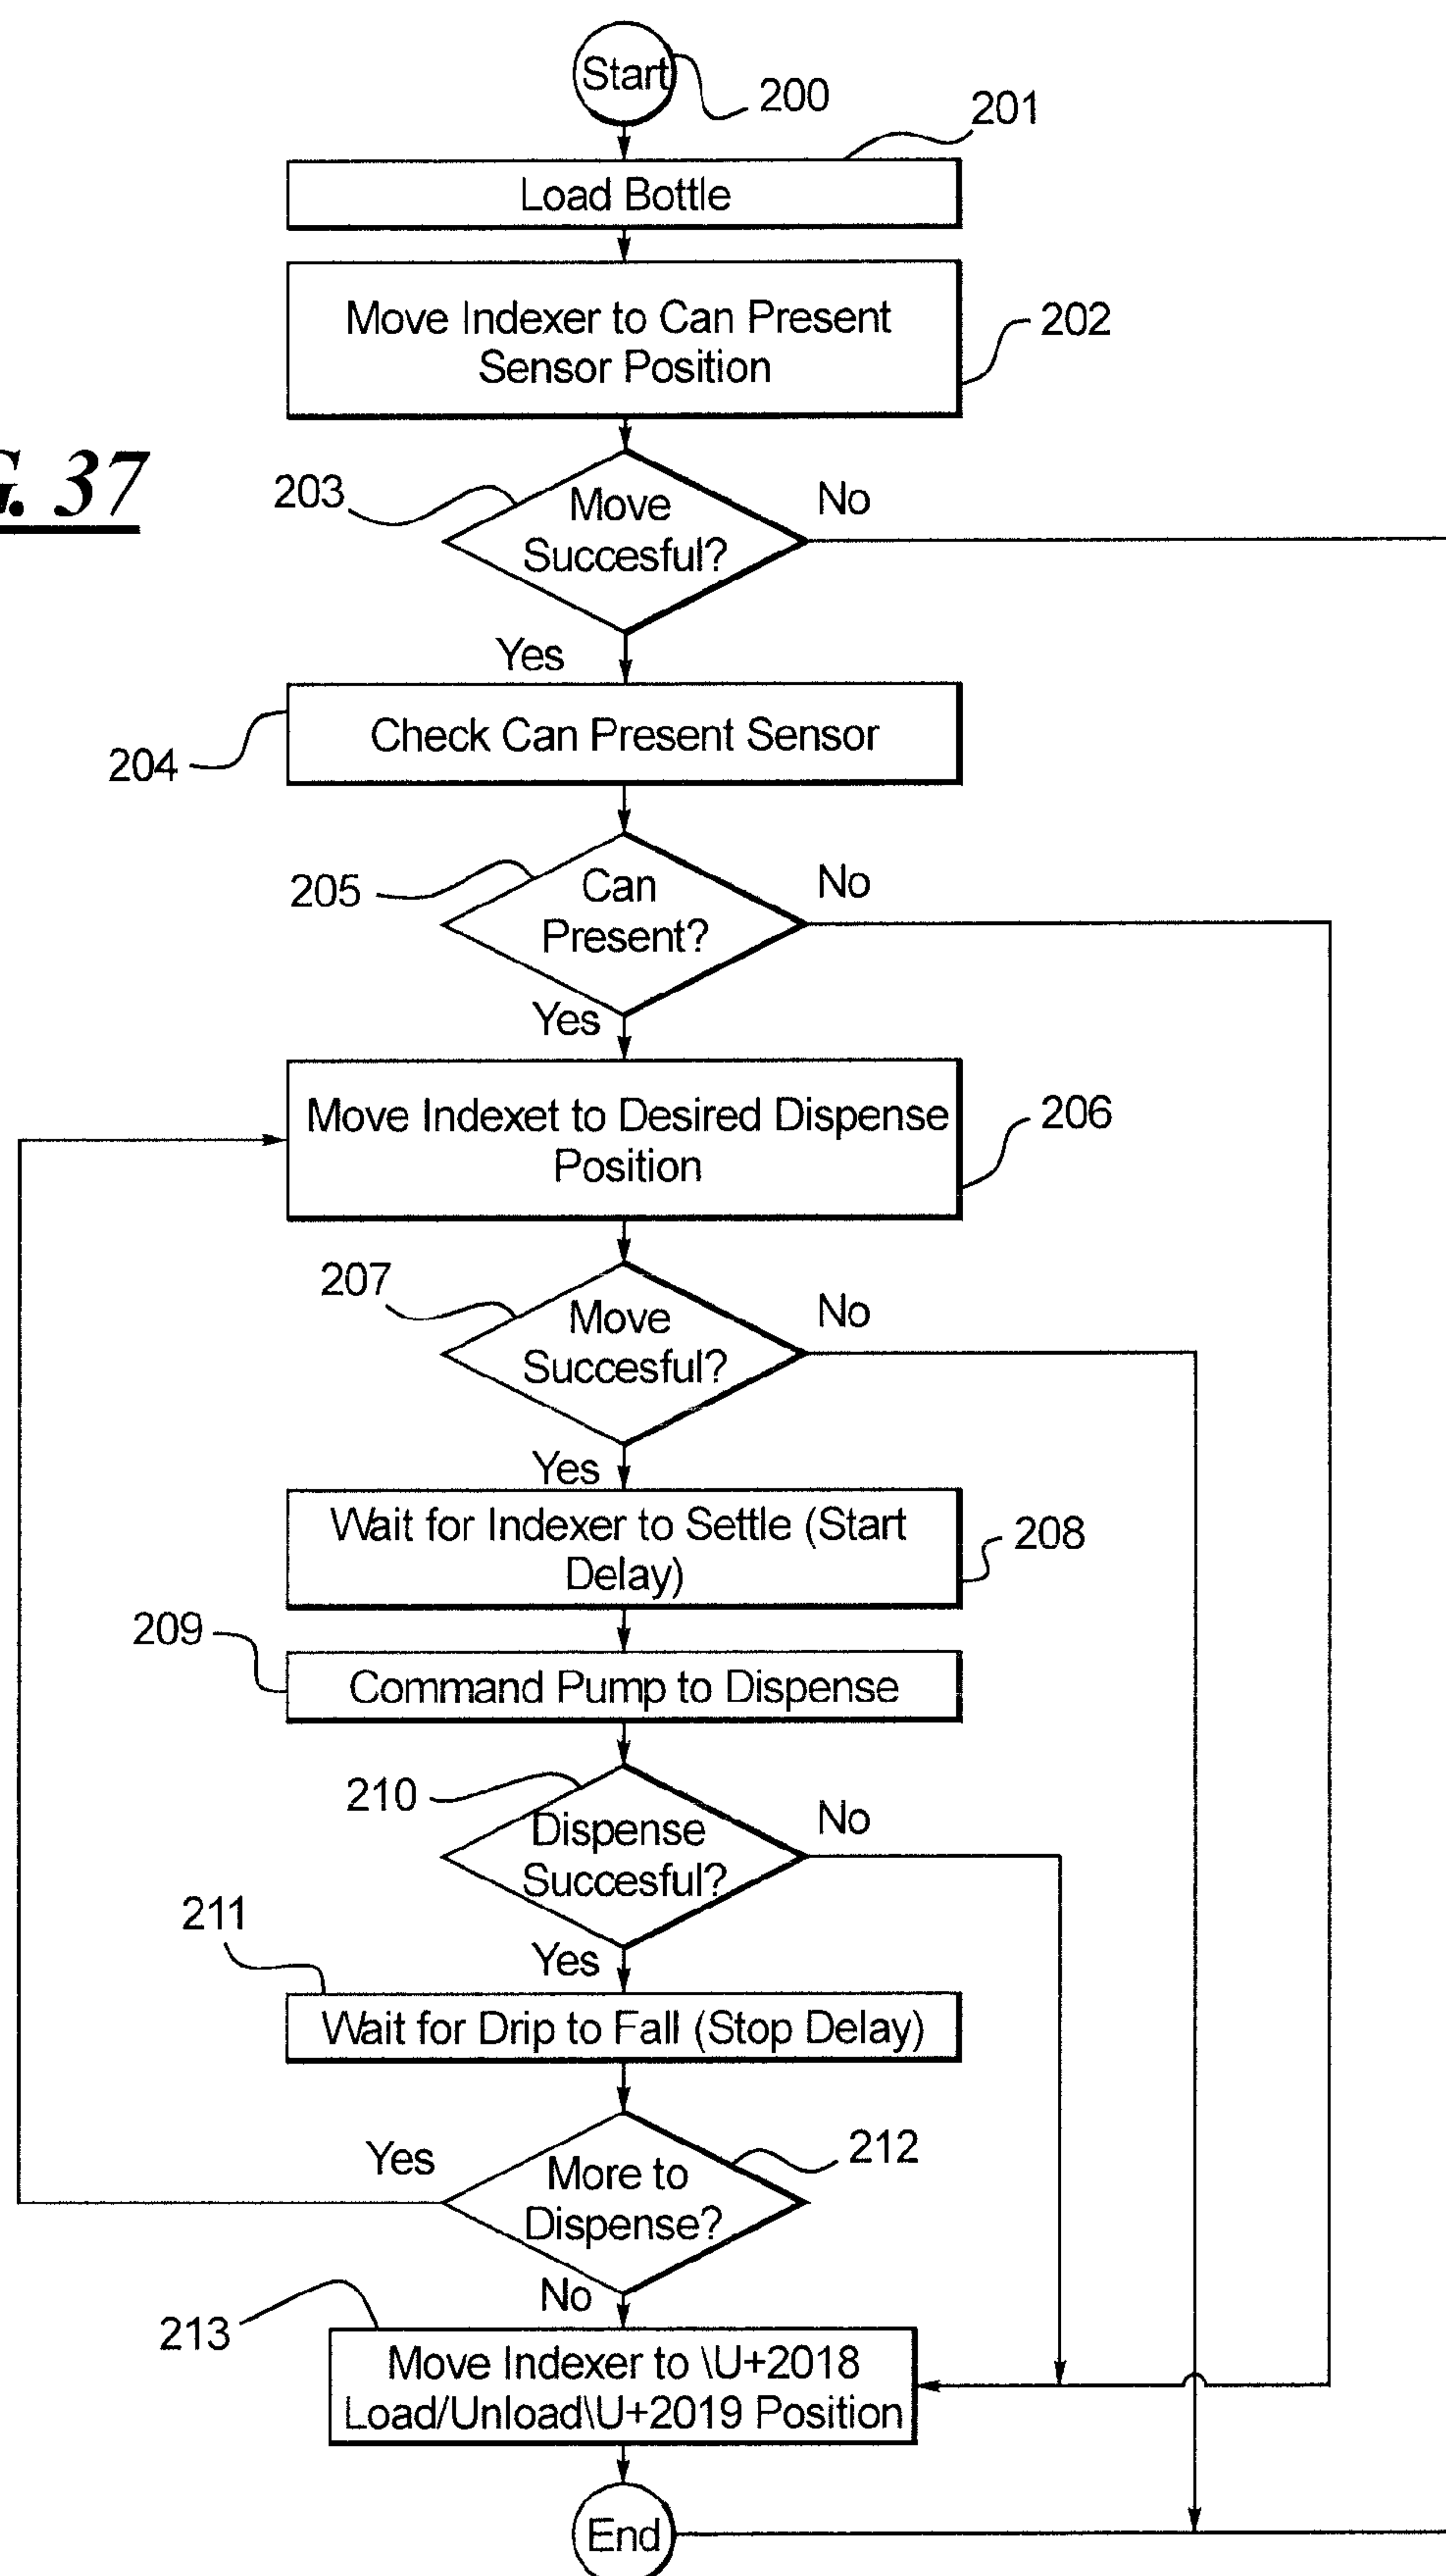 Start
200
201
Load Bottle
Move Indexer to Can Present
Sensor Position
202
G. 37
203
Move
Succesful?
No
Yes
Check Can Present Sensor
204
205
Can
Present?
No
Yes
Move Indexet to Desired Dispense
Position
206
207
Move
Succesful?
No
Yes
Wait for Indexer to Settle (Start
Delay)
208
209
Command Pump to Dispense
210
Dispense
Succesful?
No
211
Yes
Wait for Drip to Fall (Stop Delay)
Yes
More to
Dispense?
212
No
213
Move Indexer to \U+2018
Load/Unload\U+2019 Position
End